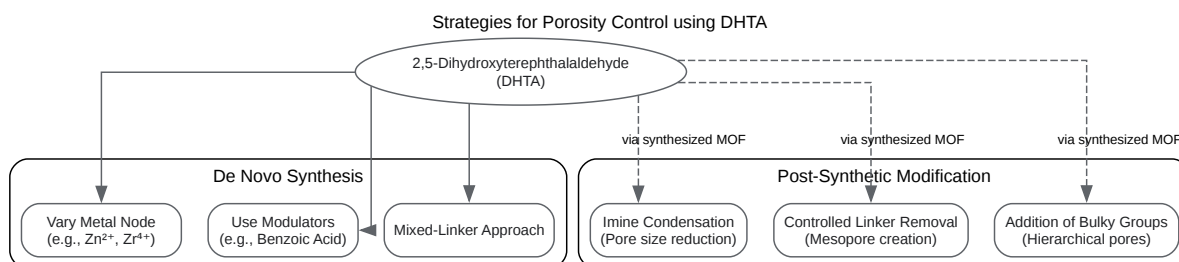 Strategies for Porosity Control using DHTA
2,5-Dihydroxyterephthalaldehyde
(DHTA)
via synthesized MOF
via synthesized MOF
via synthesized MOF
De Novo Synthesis
Vary Metal Node
(e.g., Zn²⁺, Zr⁴⁺)
Use Modulators
(e.g., Benzoic Acid)
Mixed-Linker Approach
Post-Synthetic Modification
Imine Condensation
(Pore size reduction)
Controlled Linker Removal
(Mesopore creation)
Addition of Bulky Groups
(Hierarchical pores)